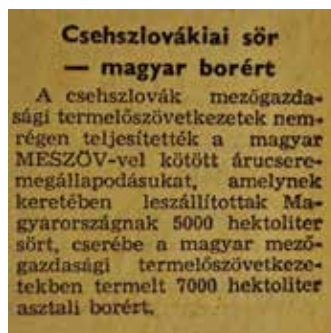 Csehszlovákiai sör
— magyar borért
A csehszlovák mezőgazda-
sági termelőszövetkezetek nem-
régen teljesítették a magyar
MESZÖV-vel kötött árucsere-
megállapodásukat, amelynek
keretében leszállítottak Ma-
gyarországnak 5000 hektoliter
sört, cserébe a magyar mező-
gazdasági termelőszövetkeze-
tekben termelt 7000 hektoliter
asztali borért.